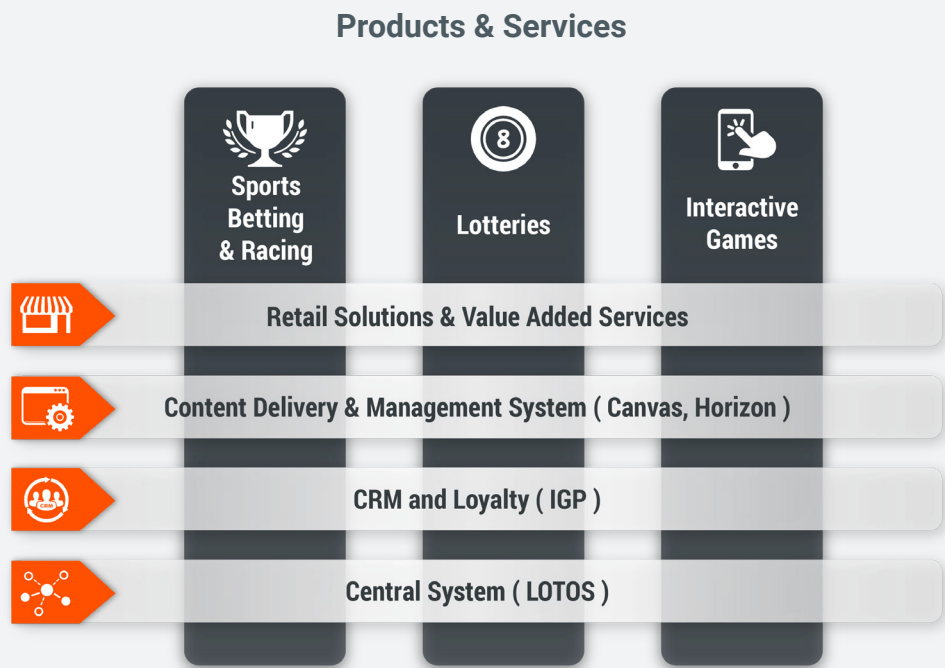 Products & Services
Sports
Betting
& Racing
8
Lotteries
Interactive
Games
Retail Solutions & Value Added Services
Content Delivery & Management System ( Canvas, Horizon )
CRM
CRM and Loyalty ( IGP )
Central System ( LOTOS )